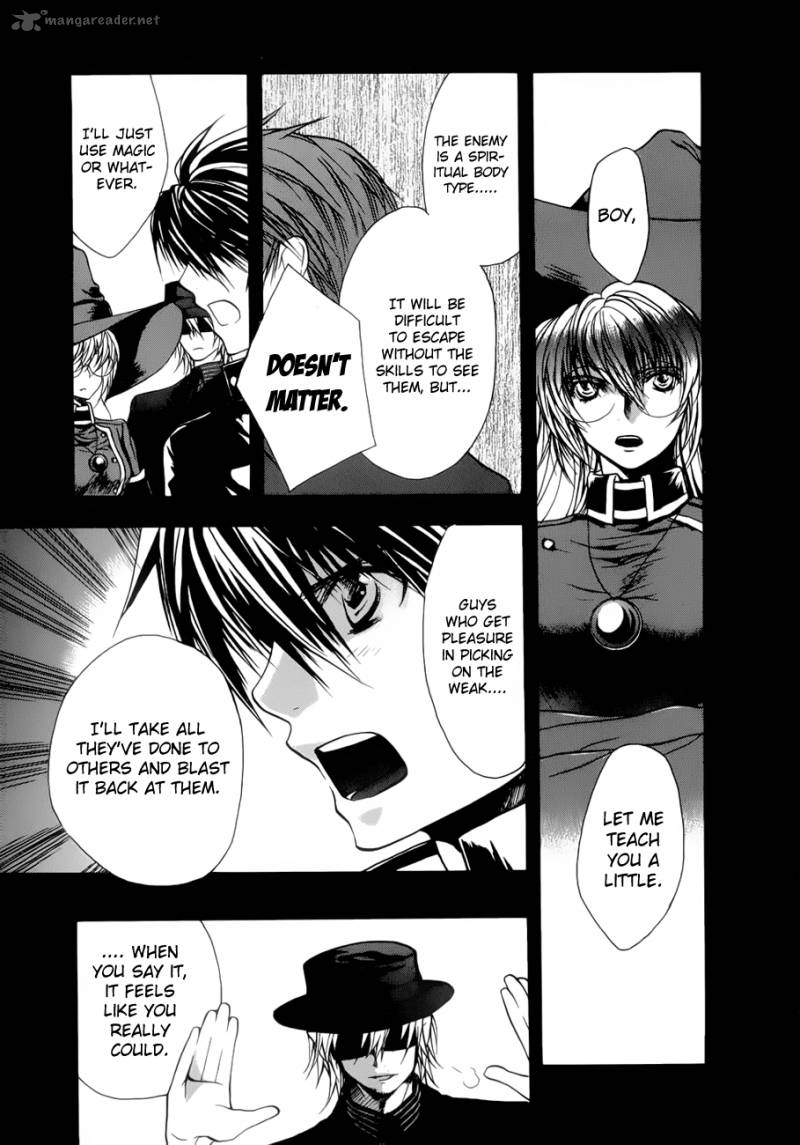 mangareader.net
BOY,
LET ME
TEACH
YOU A
LITTLE.
THE ENEMY
IS A SPIR-
ITUAL BODY
TYPE.....
IT WILL BE
DIFFICULT
TO ESCAPE
WITHOUT THE
SKILLS TO SEE
THEM, BUT...
DOESN'T
MATTER.
I'LL JUST
USE MAGIC
OR WHAT-
EVER.
GUYS
WHO GET
PLEASURE
IN PICKING
ON THE
WEAK....
I'LL TAKE ALL
THEY'VE DONE TO
OTHERS AND BLAST
IT BACK AT THEM.
.... WHEN
YOU SAY IT,
IT FEELS
LIKE YOU
REALLY
COULD.